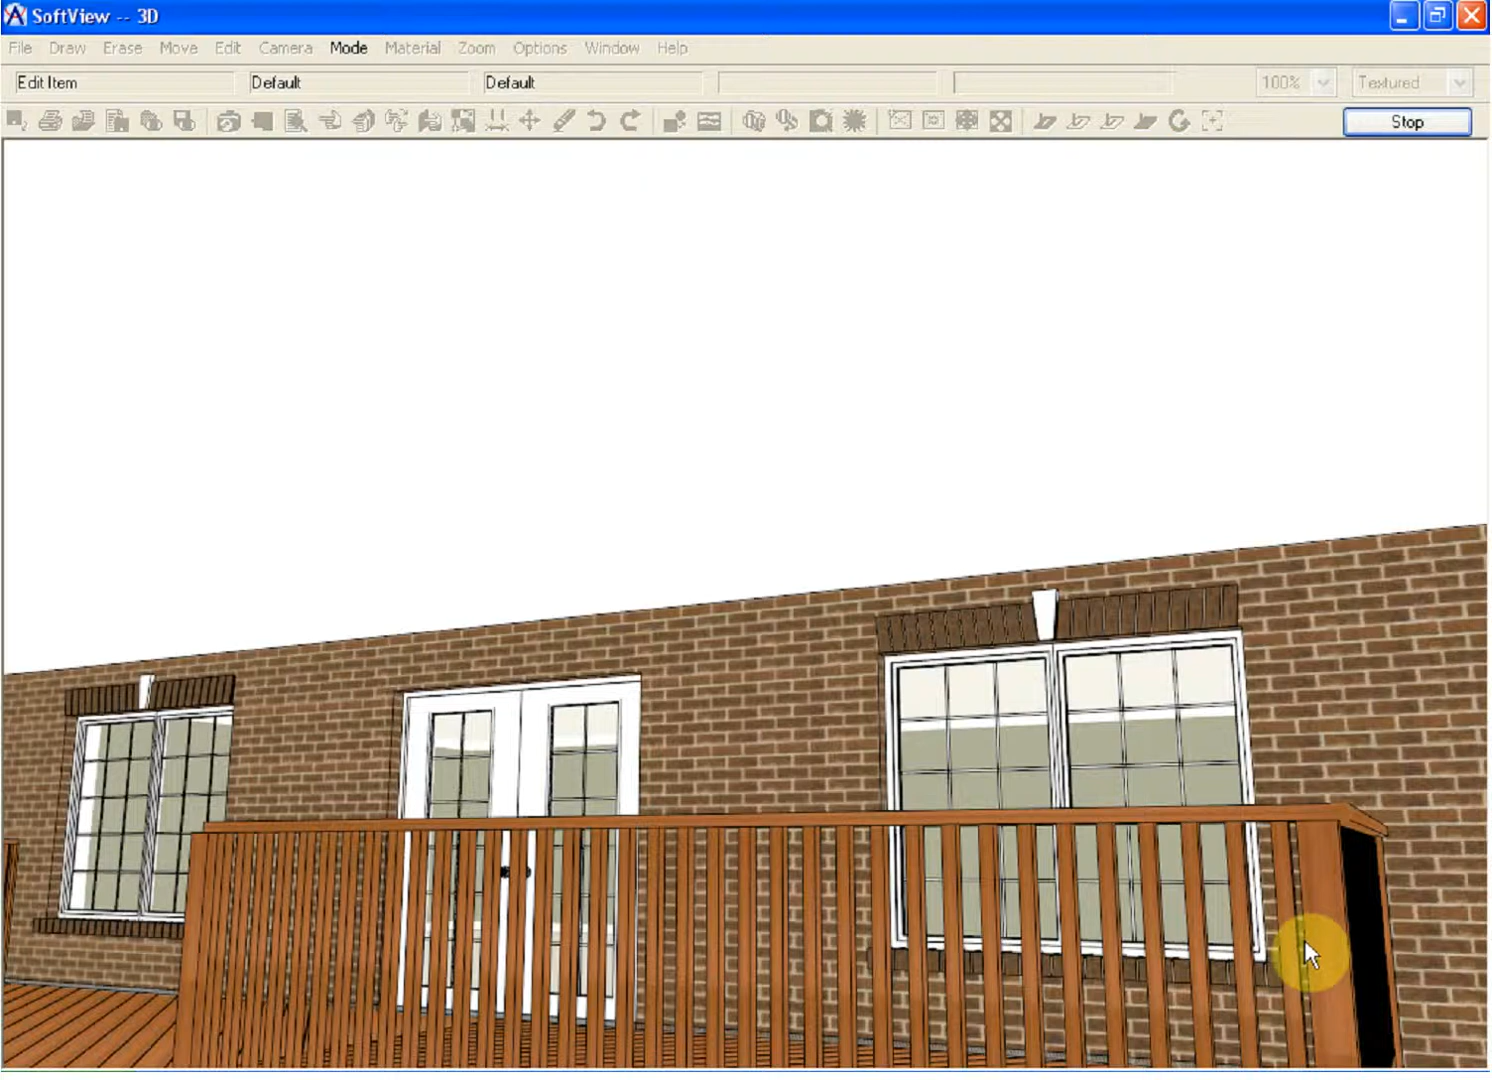 SoftView -- 3D
File Draw Erase Move Edit Camera Mode Material Zoom Options Window Help
Edit Item Default Default 100% Textured
Stop